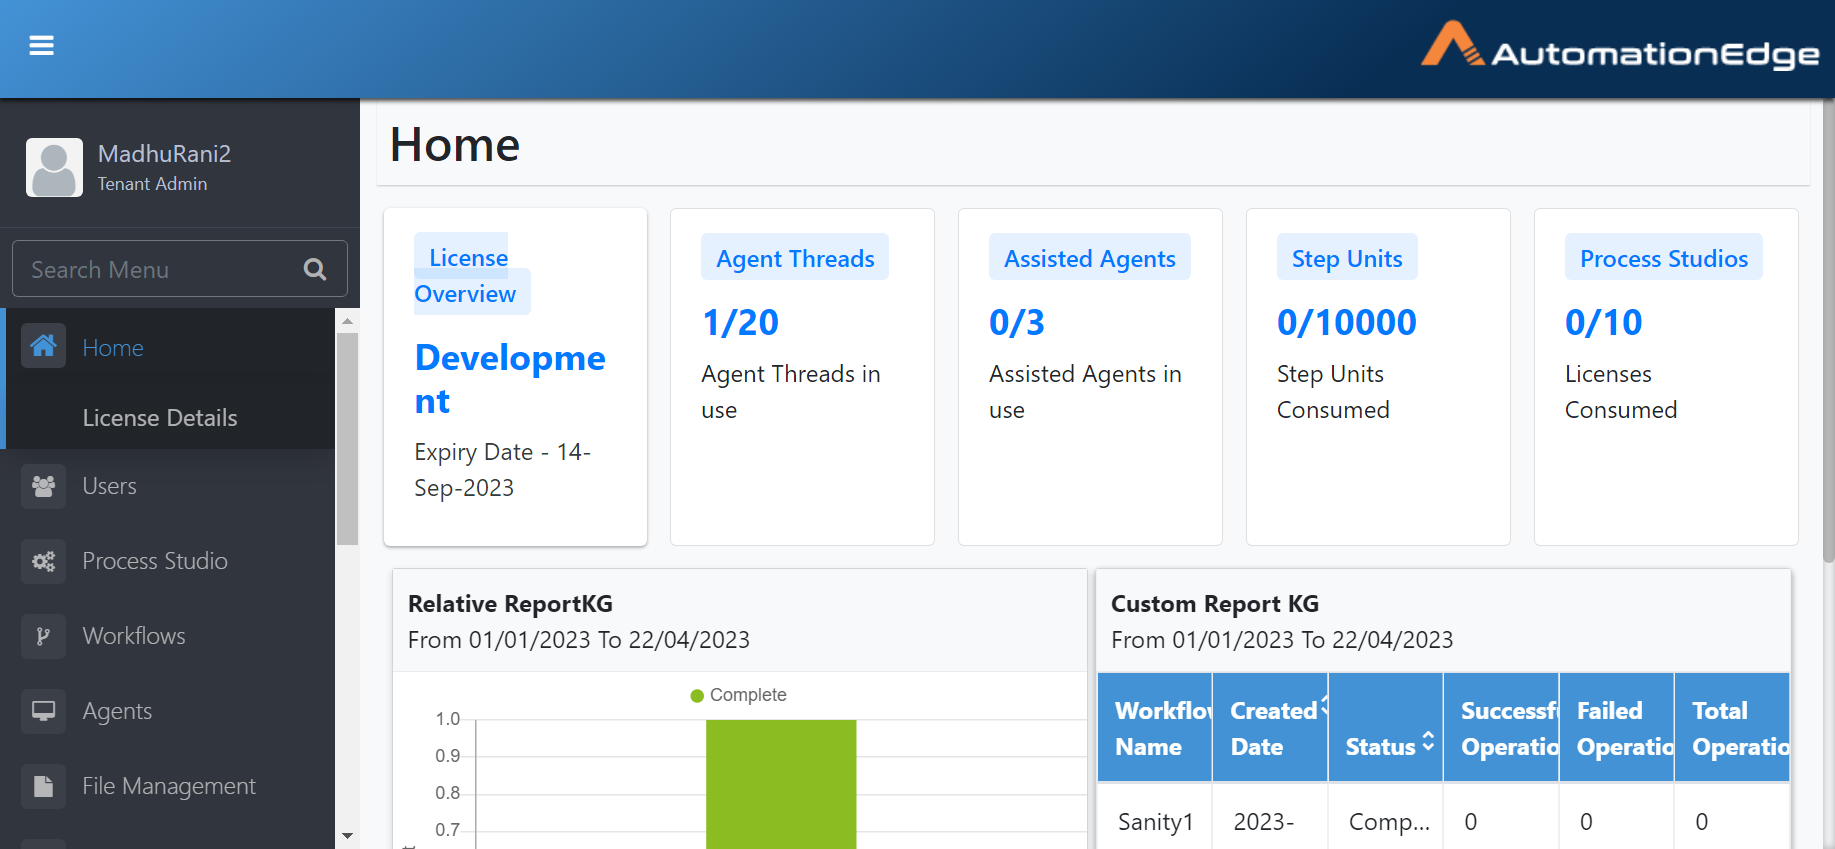 AutomationEdge
MadhuRani2
Tenant Admin
Search Menu
Home
License Details
Users
Process Studio
Workflows
Agents
File Management
Home
License
Overview
Developme
nt
Expiry Date - 14-
Sep-2023
Agent Threads
1/20
Agent Threads in
use
Assisted Agents
0/3
Assisted Agents in
use
Step Units
0/10000
Step Units
Consumed
Process Studios
0/10
Licenses
Consumed
Relative ReportKG
From 01/01/2023 To 22/04/2023
Complete
1.0
0.9
0.8
0.7
Custom Report KG
From 01/01/2023 To 22/04/2023
Workflow
Name
Created
Date
Status
Successf
Operatio
Failed
Operatio
Total
Operatio
Sanity1 2023- Comp... 0 0 0